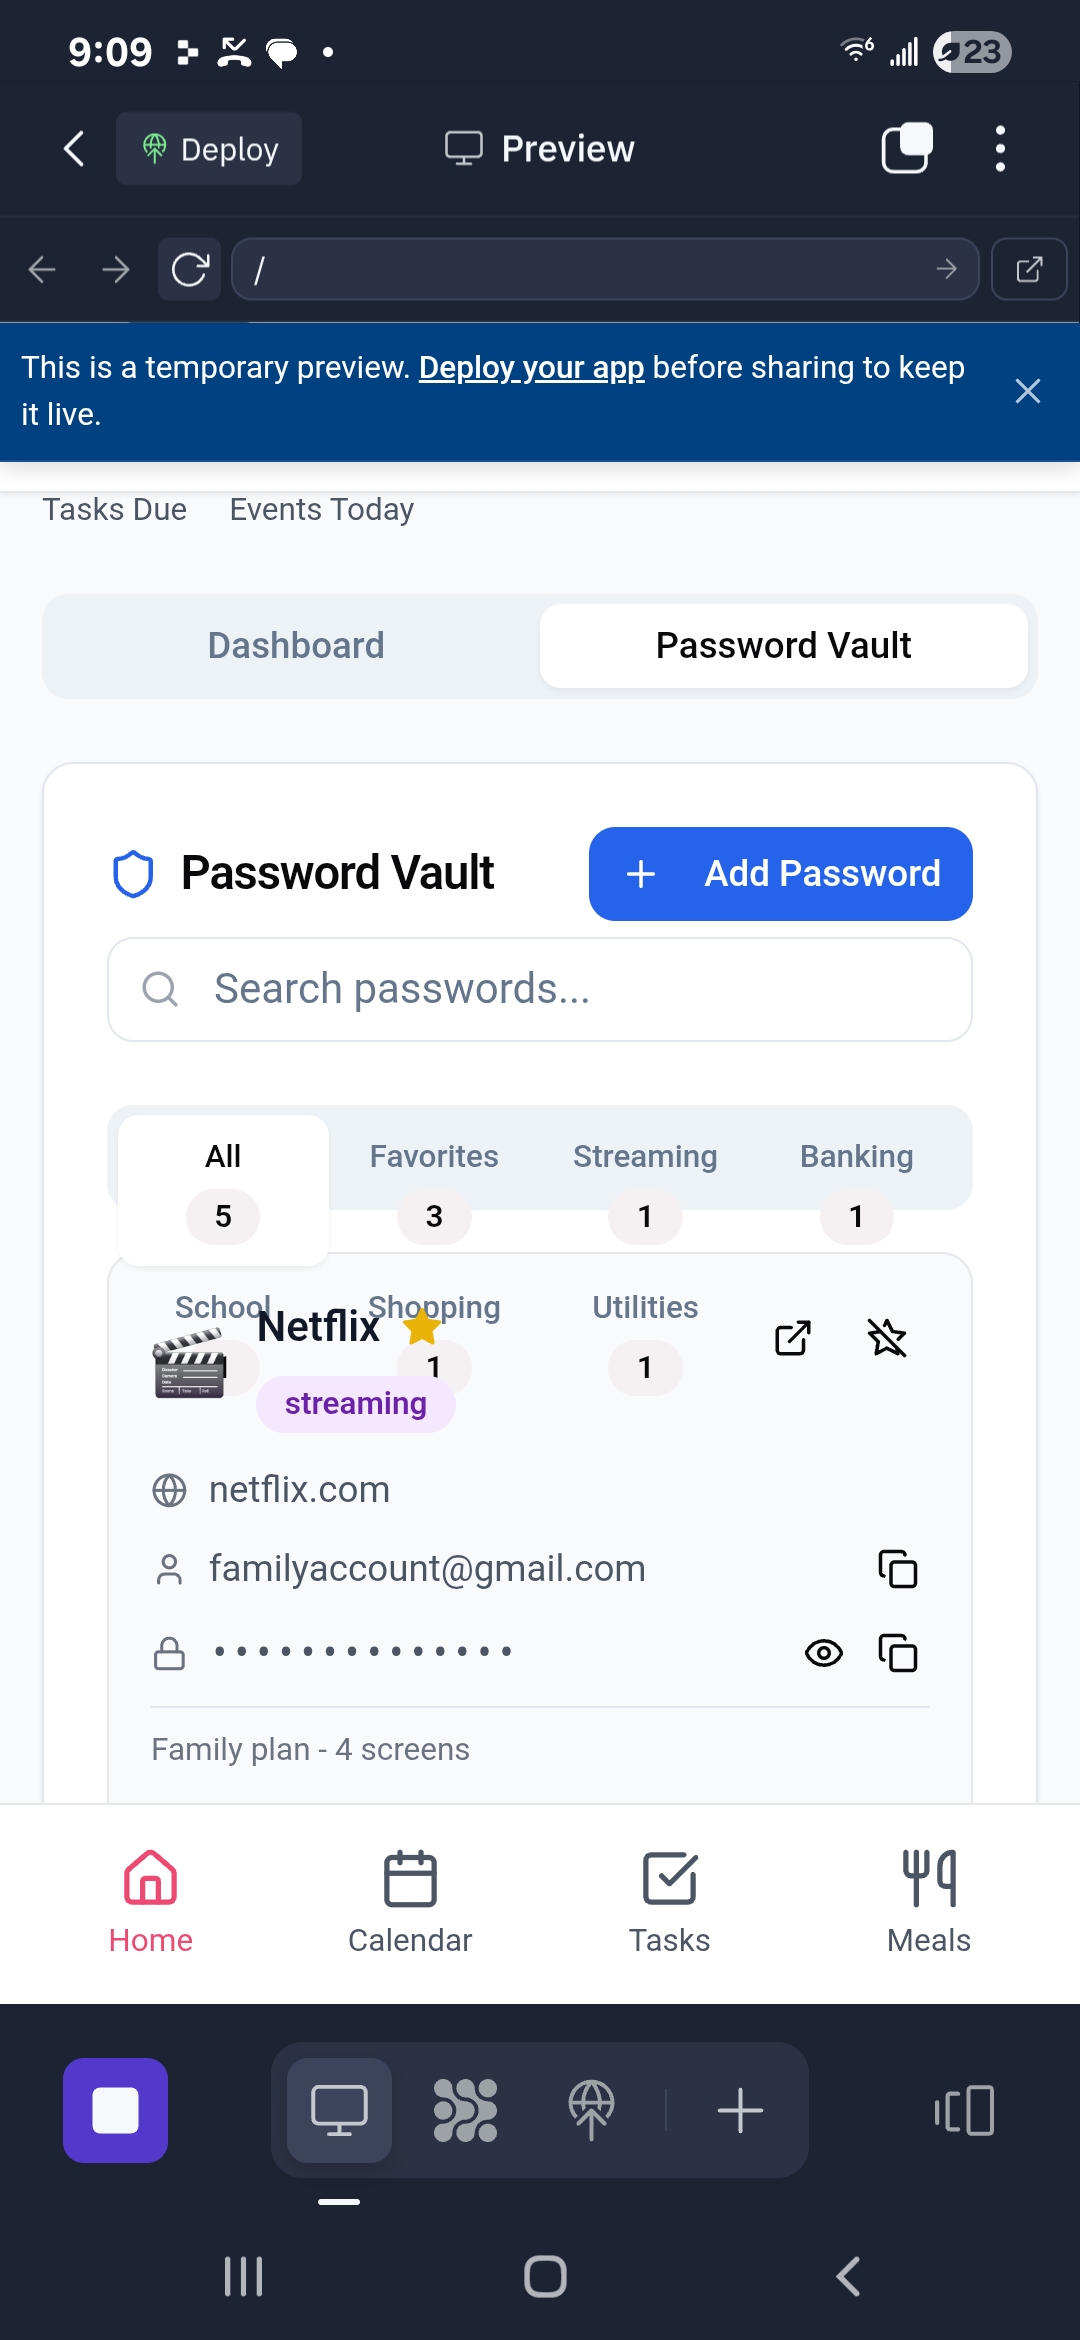 9:09
6
23
Deploy
Preview
/
This is a temporary preview. Deploy your app before sharing to keep
it live.
Tasks Due Events Today
Dashboard Password Vault
Password Vault
+ Add Password
Search passwords...
All Favorites Streaming Banking
5 3 1 1
School Shopping Utilities
Netflix
1 1 1
streaming
netflix.com
familyaccount@gmail.com
••••••••••••••
Family plan - 4 screens
Home Calendar Tasks Meals